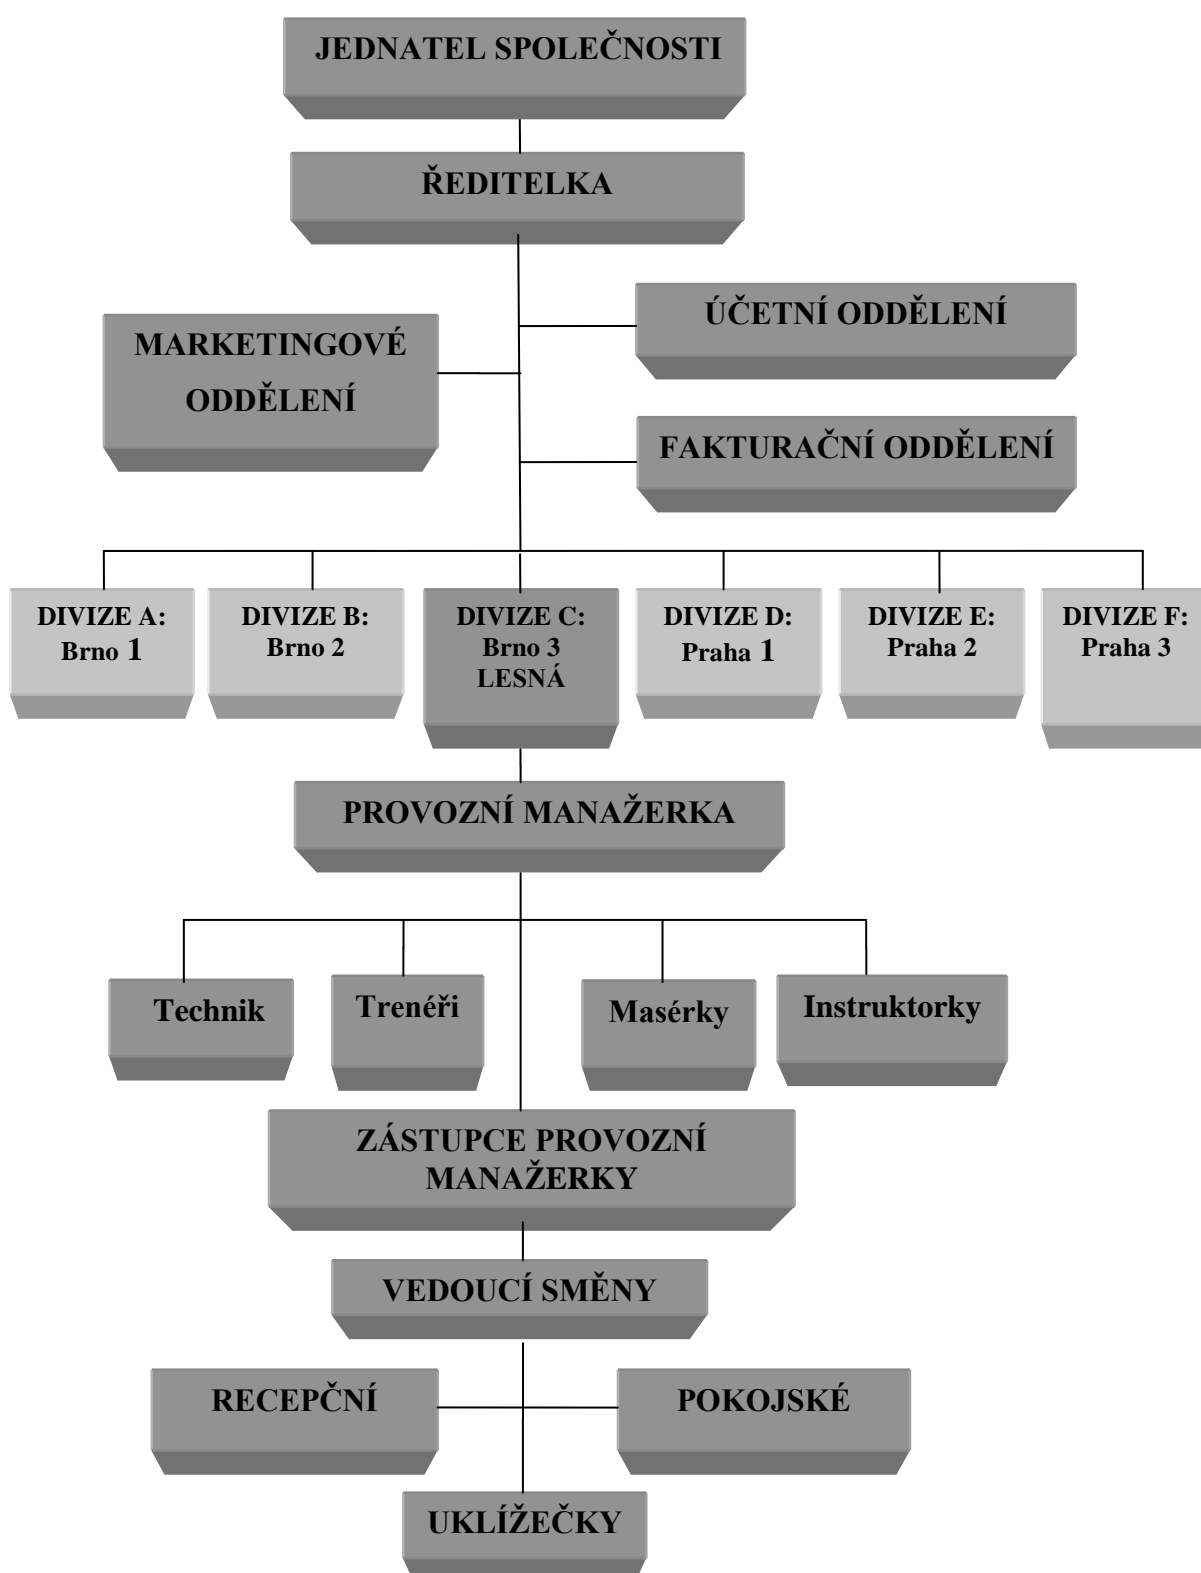 JEDNATEL SPOLEČNOSTI
ŘEDITELKA
ÚČETNÍ ODDĚLENÍ
MARKETINGOVÉ
ODDĚLENÍ
FAKTURAČNÍ ODDĚLENÍ
DIVIZE A:
Brno 1
DIVIZE B:
Brno 2
DIVIZE C:
Brno 3
LESNÁ
DIVIZE D:
Praha 1
DIVIZE E:
Praha 2
DIVIZE F:
Praha 3
PROVOZNÍ MANAŽERKA
Technik
Trenéři
Masérky
Instruktorky
ZÁSTUPCE PROVOZNÍ
MANAŽERKY
VEDOUCÍ SMĚNY
RECEPČNÍ
POKOJSKÉ
UKLÍŽEČKY